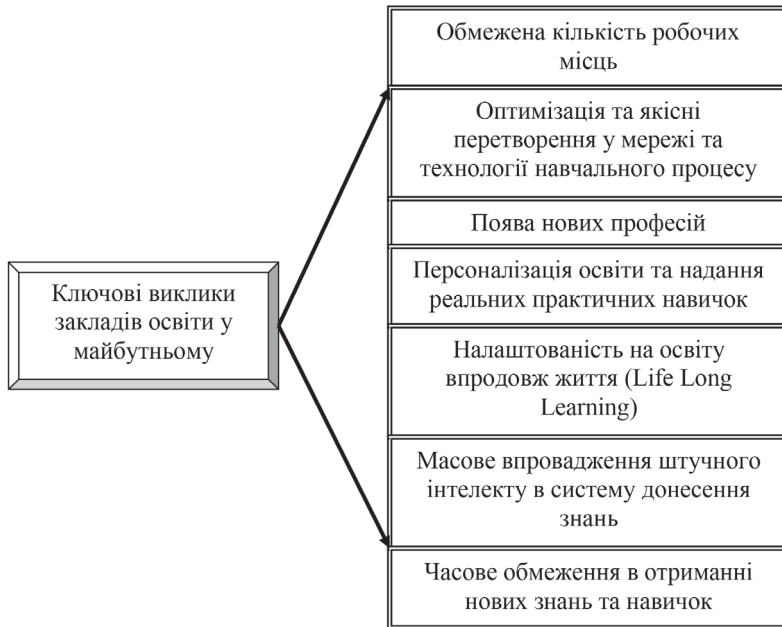 Ключові виклики
закладів освіти у
майбутньому
Обмежена кількість робочих
місць
Оптимізація та якісні
перетворення у мережі та
технології навчального процесу
Поява нових професій
Персоналізація освіти та надання
реальних практичних навичок
Налаштованість на освіту
впродовж життя (Life Long
Learning)
Масове впровадження штучного
інтелекту в систему донесення
знань
Часове обмеження в отриманні
нових знань та навичок